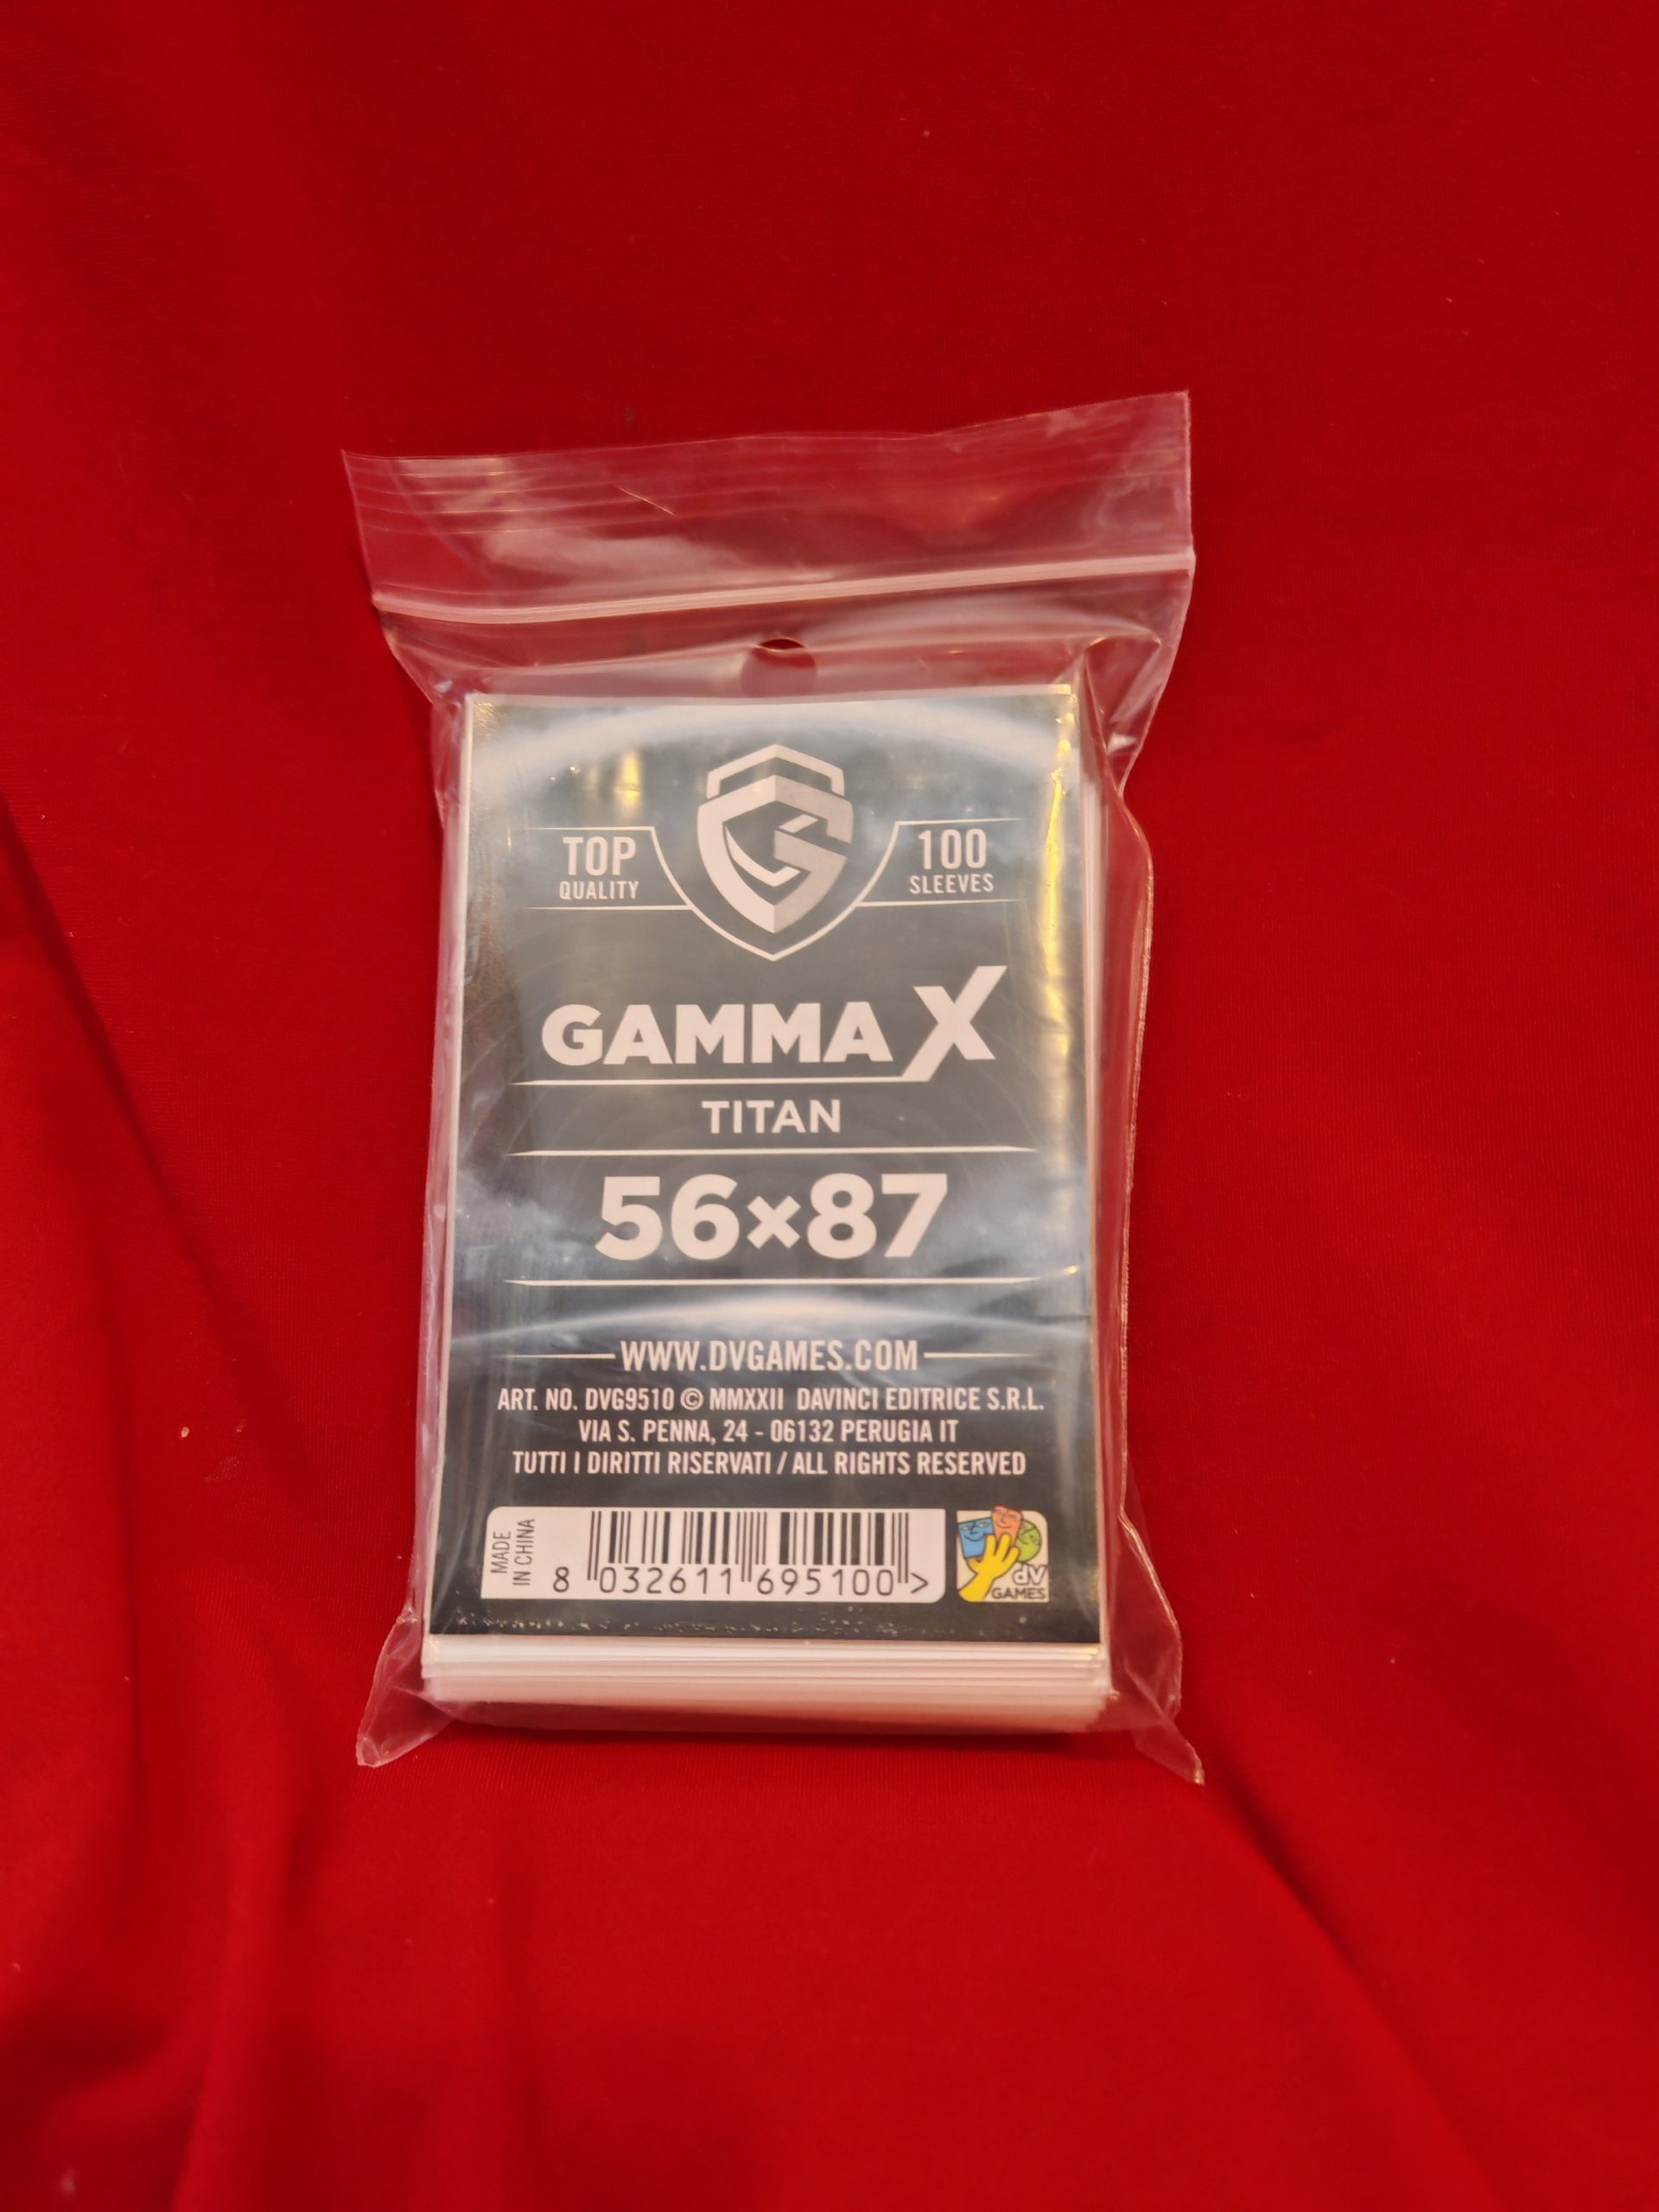 TOP
QUALITY
100
SLEEVES
GAMMA X
TITAN
56×87
WWW.DVGAMES.COM
ART. NO. DVG9510 © MMXXII DAVINCI EDITRICE S.R.L.
VIA S. PENNA, 24 - 06132 PERUGIA IT
TUTTI I DIRITTI RISERVATI / ALL RIGHTS RESERVED
MADE
IN CHINA
8 032611 695100 >
dV
GAMES